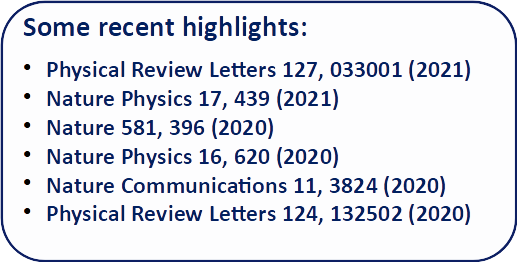 Some recent highlights:
• Physical Review Letters 127, 033001 (2021)
• Nature Physics 17, 439 (2021)
• Nature 581, 396 (2020)
• Nature Physics 16, 620 (2020)
• Nature Communications 11, 3824 (2020)
• Physical Review Letters 124, 132502 (2020)